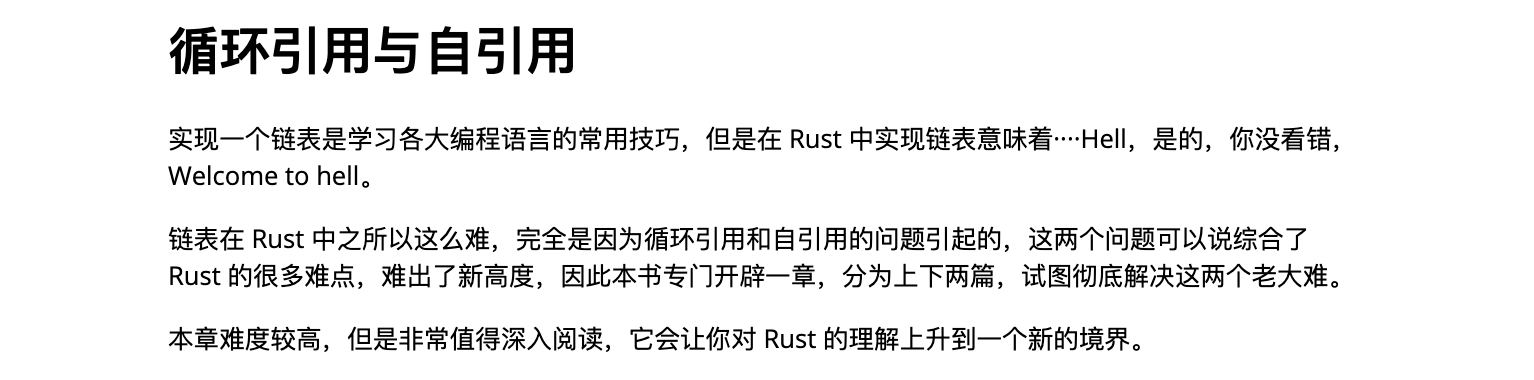 循环引用与自引用
实现一个链表是学习各大编程语言的常用技巧，但是在 Rust 中实现链表意味着····Hell，是的，你没看错，
Welcome to hell。
链表在 Rust 中之所以这么难，完全是因为循环引用和自引用的问题引起的，这两个问题可以说综合了
Rust 的很多难点，难出了新高度，因此本书专门开辟一章，分为上下两篇，试图彻底解决这两个老大难。
本章难度较高，但是非常值得深入阅读，它会让你对 Rust 的理解上升到一个新的境界。